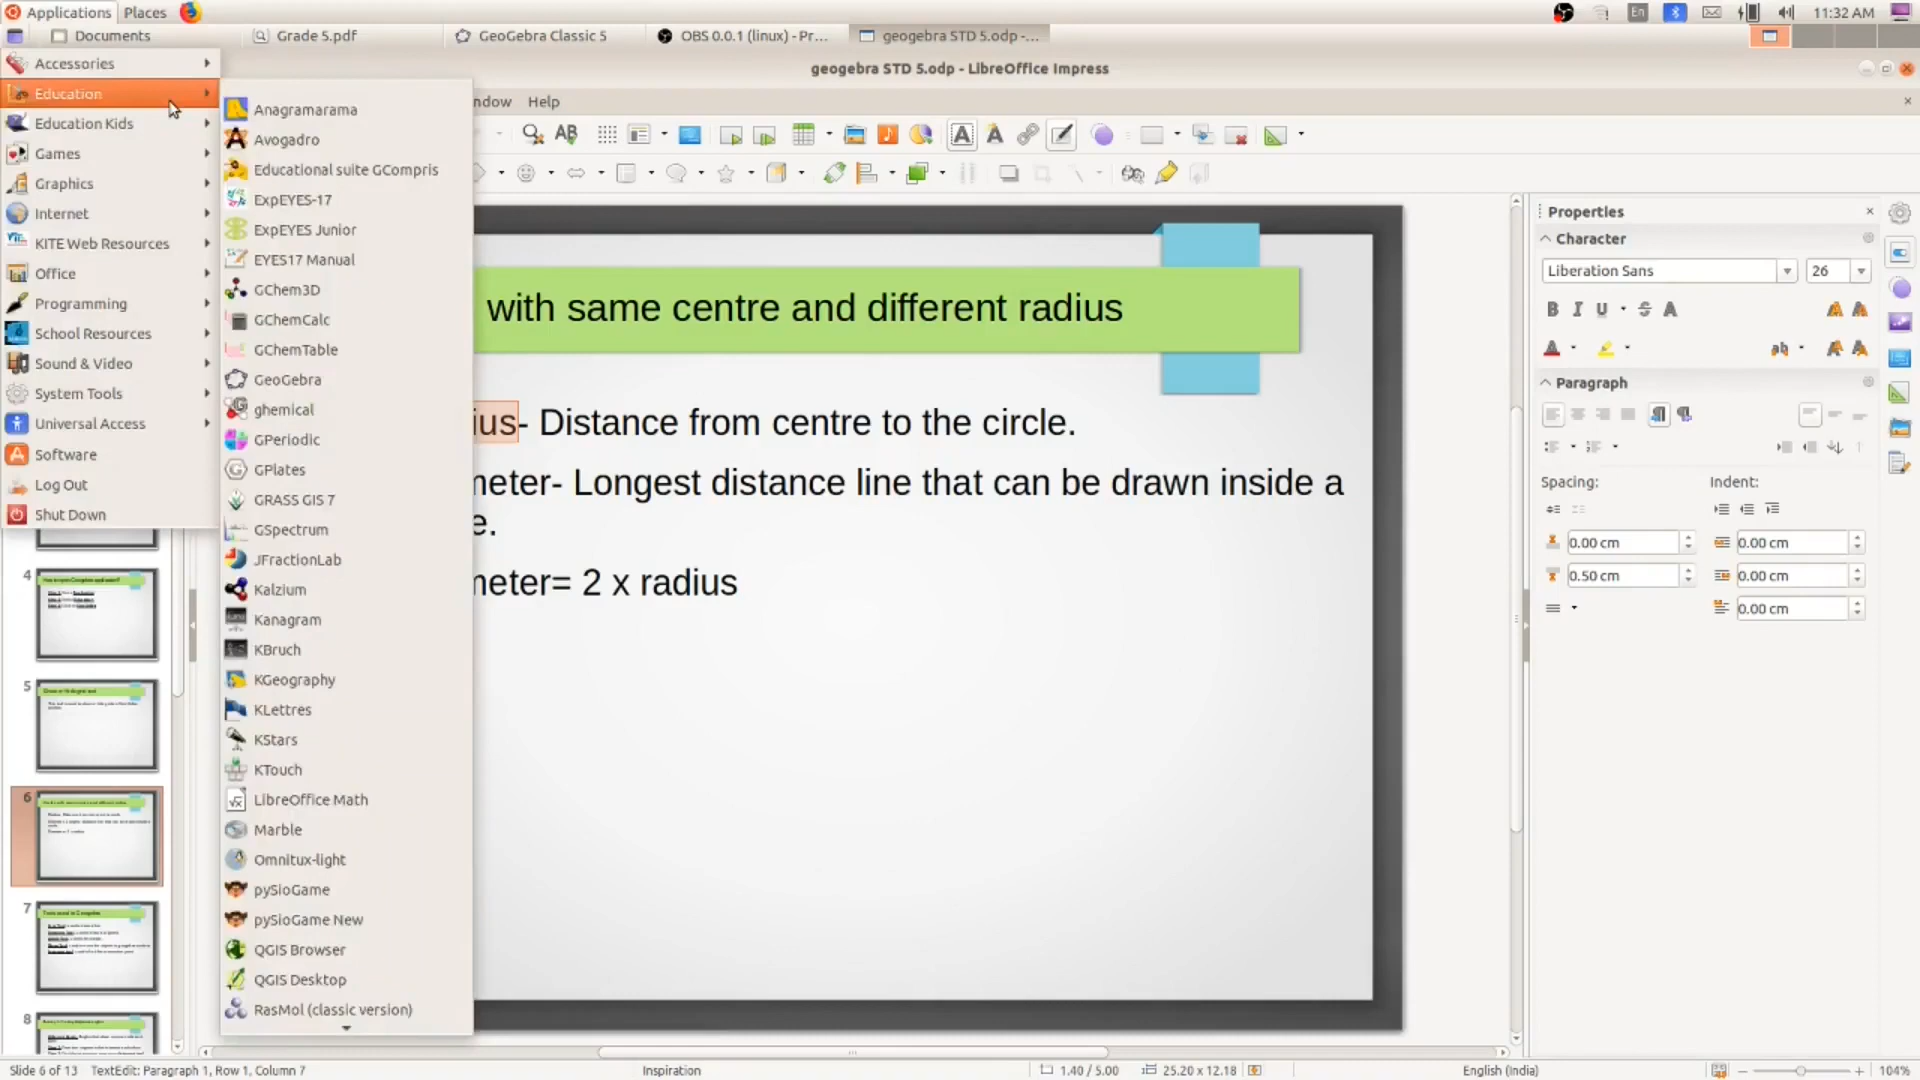 Applications Places En 11:32 AM
Documents Grade 5.pdf GeoGebra Classic 5 OBS 0.0.1 (linux) - Pr... geogebra STD 5.odp -...
geogebra STD 5.odp - LibreOffice Impress
ndow Help
Accessories
Education
Education Kids
Games
Graphics
Internet
KITE Web Resources
Office
Programming
School Resources
Sound & Video
System Tools
Universal Access
Software
Log Out
Shut Down
Anagramarama
Avogadro
Educational suite GCompris
ExpEYES-17
ExpEYES Junior
EYES17 Manual
GChem3D
GChemCalc
GChemTable
GeoGebra
ghemical
GPeriodic
GPlates
GRASS GIS 7
GSpectrum
JFractionLab
Kalzium
Kanagram
KBruch
KGeography
KLettres
KStars
KTouch
LibreOffice Math
Marble
Omnitux-light
pySioGame
pySioGame New
QGIS Browser
QGIS Desktop
RasMol (classic version)
with same centre and different radius
ius- Distance from centre to the circle.
meter- Longest distance line that can be drawn inside a
e.
meter= 2 x radius
Properties
Character
Liberation Sans 26
Paragraph
Spacing: Indent:
0.00 cm 0.00 cm
0.50 cm 0.00 cm
0.00 cm
4
5
6
7
8
Slide 6 of 13 TextEdit: Paragraph 1, Row 1, Column 7 Inspiration 1.40 / 5.00 25.20 x 12.18 English (India) 104%